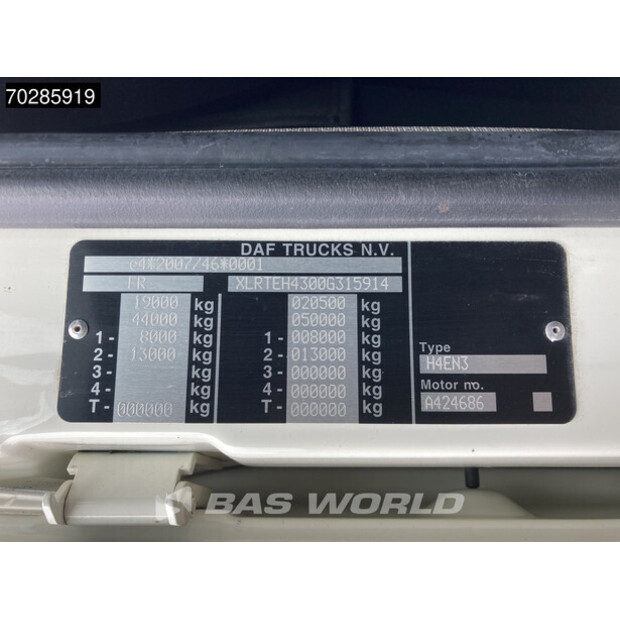 70285919
DAF TRUCKS N.V.
e4*2007/46*0001
FR XLRTEH4300G315914
19000 kg 020500 kg
44000 kg 050000 kg
1- 8000 kg 1- 008000 kg
2- 13000 kg 2- 013000 kg
3- kg 3- 000000 kg
4- kg 4- 000000 kg
T- 000000 kg T- 000000 kg
Type
H4EN3
Motor no.
A424686
BAS WORLD